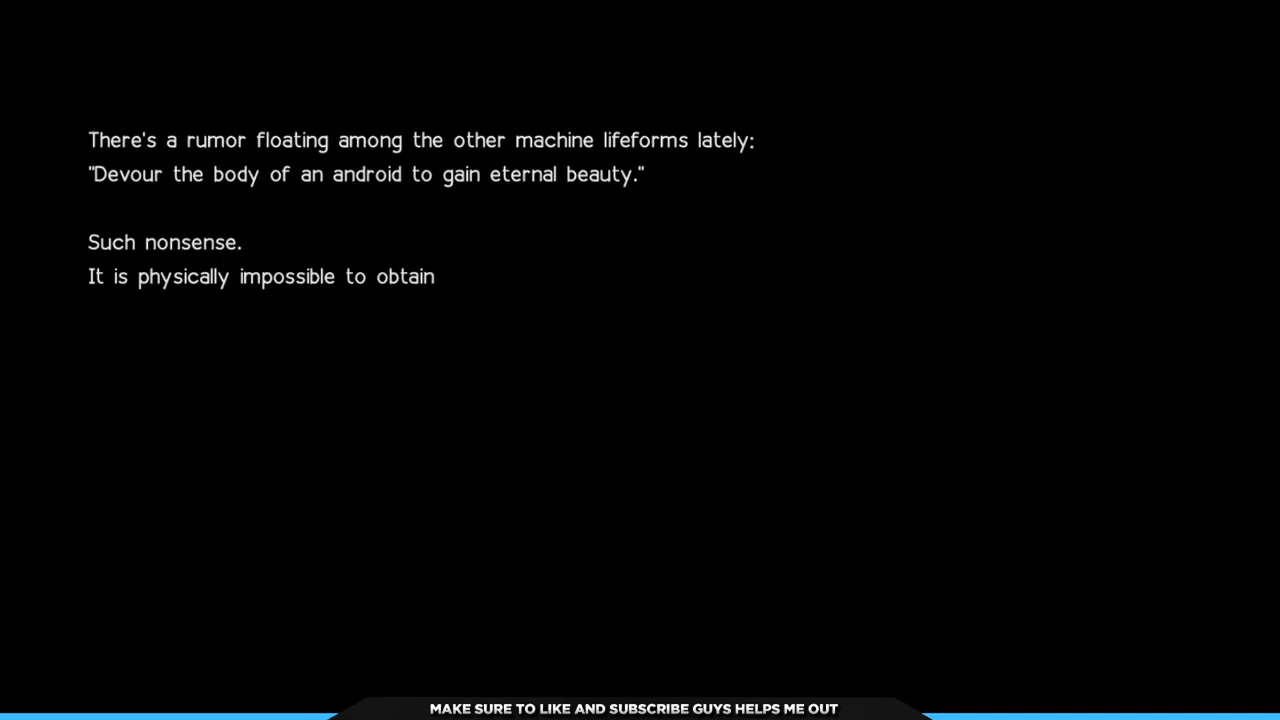 There's a rumor floating among the other machine lifeforms lately:
"Devour the body of an android to gain eternal beauty."
Such nonsense.
It is physically impossible to obtain
MAKE SURE TO LIKE AND SUBSCRIBE GUYS HELPS ME OUT